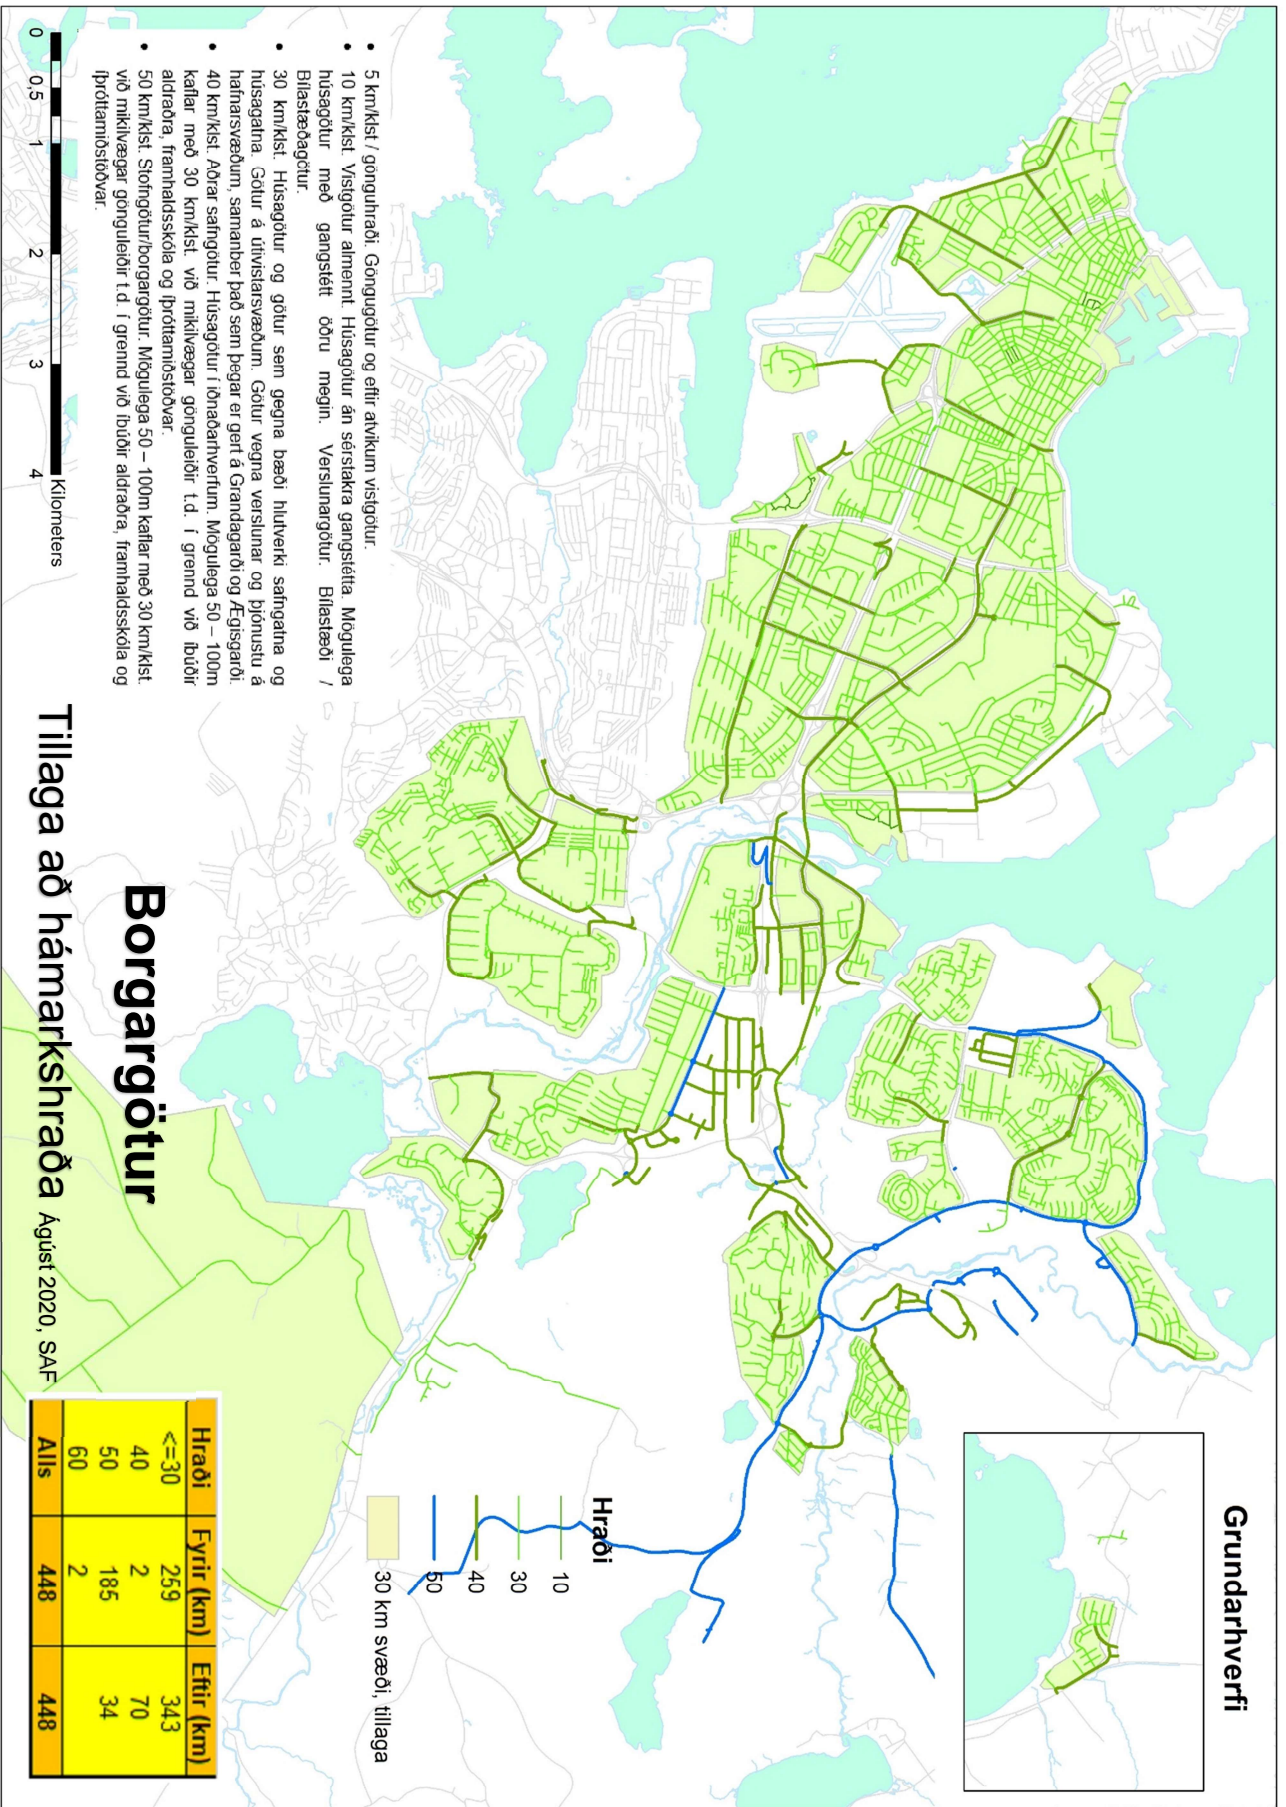 Grundarhverfi
• 5 km/klst / gönguhraði. Göngugötur og eftir atvikum vistgötur.
• 10 km/klst. Vistgötur almennt. Húsagötur án sérstakra gangstétta. Mögulega
húsagötur með gangstétt öðru megin. Verslunargötur. Bílastæði /
Bílastæðagötur.
• 30 km/klst. Húsagötur og götur sem gegna bæði hlutverki safngatna og
húsagatna. Götur á útivistarsvæðum. Götur vegna verslunar og þjónustu á
hafnarsvæðum, samanber það sem þegar er gert á Grandagarði og Ægisgarði.
• 40 km/klst. Aðrar safngötur. Húsagötur í iðnaðarhverfum. Mögulega 50 – 100m
kaflar með 30 km/klst. við mikilvægar gönguleiðir t.d. í grennd við íbúðir
aldraðra, framhaldsskóla og íþróttamiðstöðvar.
• 50 km/klst. Stofngötur/borgargötur. Mögulega 50 – 100m kaflar með 30 km/klst.
við mikilvægar gönguleiðir t.d. í grennd við íbúðir aldraðra, framhaldsskóla og
íþróttamiðstöðvar.
0 0,5 1 2 3 4
Kilometers
Hraði
10
30
40
50
30 km svæði, tillaga
Borgargötur
Tillaga að hámarkshraða Ágúst 2020, SAF
Hraði Fyrir (km) Eftir (km)
<=30 259 343
40 2 70
50 185 34
60 2
Alls 448 448